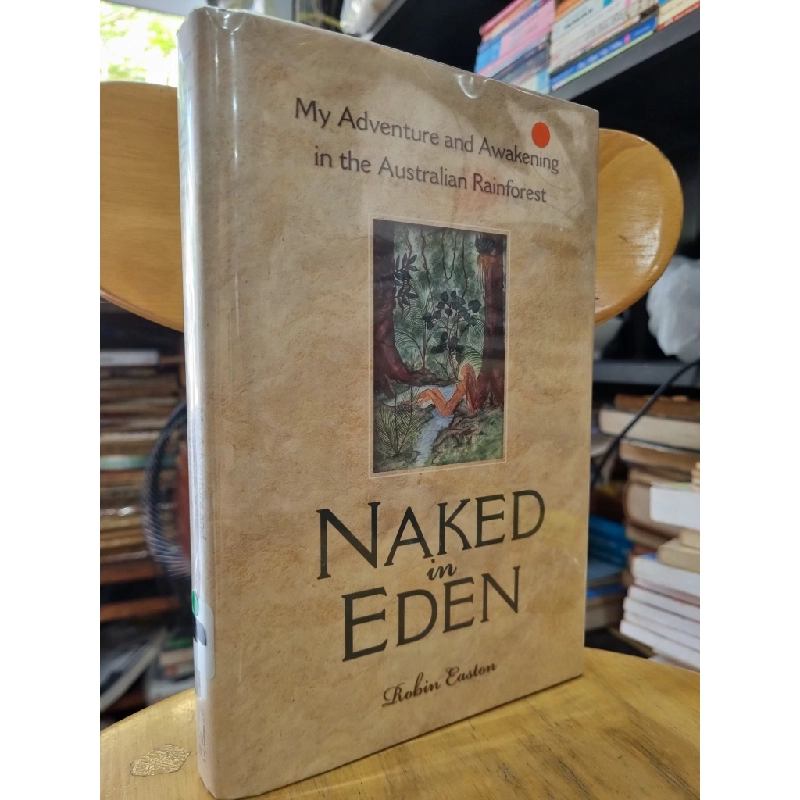 My Adventure and Awakening
in the Australian Rainforest
NAKED
in
EDEN
Robin Easton